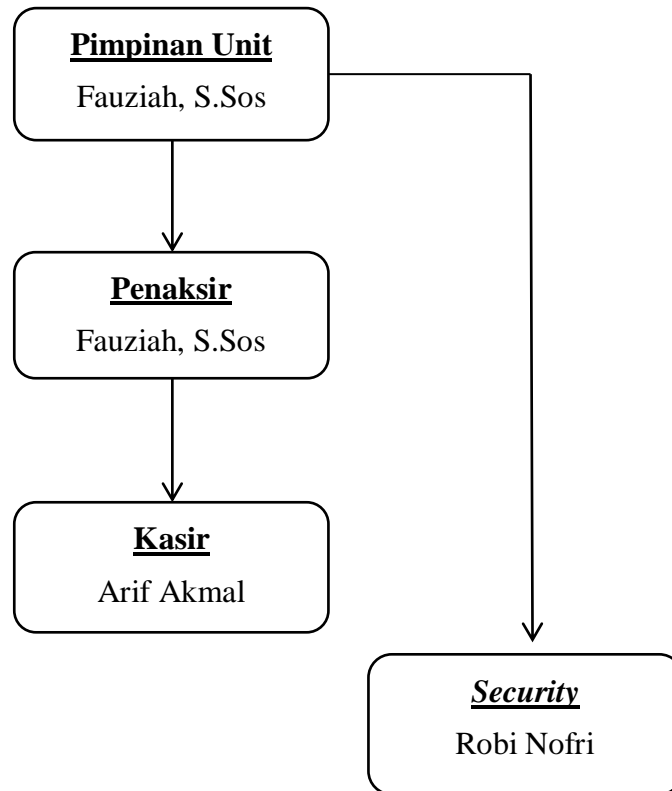 Pimpinan Unit
Fauziah, S.Sos
Penaksir
Fauziah, S.Sos
Kasir
Arif Akmal
Security
Robi Nofri